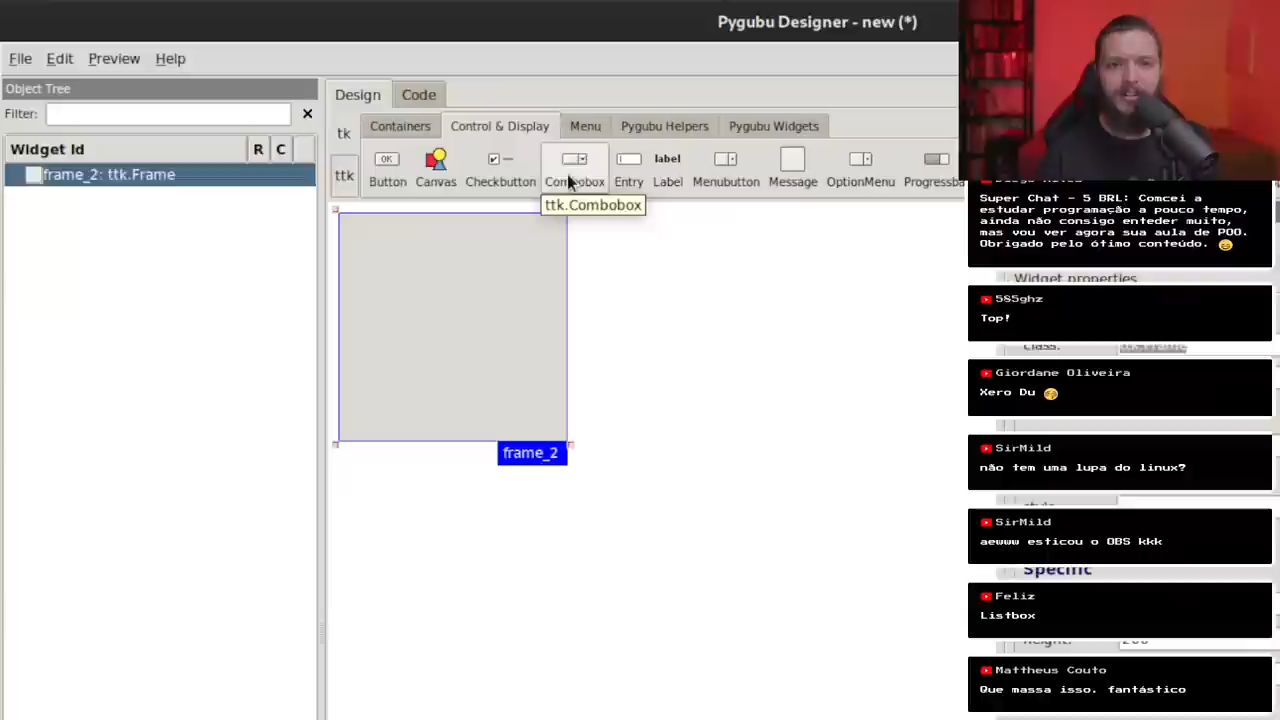 Pygubu Designer - new (*)
File Edit Preview Help
Object Tree
Filter:
Widget Id R C
frame_2: ttk.Frame
Design Code
tk
ttk
Containers Control & Display Menu Pygubu Helpers Pygubu Widgets
OK
label
Button Canvas Checkbutton Combobox Entry Label Menubutton Message OptionMenu Progressba
ttk.Combobox
frame_2
Super Chat - 5 BRL: Comcei a
estudar programação a pouco tempo,
ainda não consigo enteder muito,
mas vou ver agora sua aula de POO.
Obrigado pelo ótimo conteúdo.
Widget properties
585ghz
Top!
Class:
Giordane Oliveira
Xero Du
SirMild
não tem uma lupa do linux?
SirMild
aewww esticou o OBS kkk
Specific
Feliz
Listbox
height: 200
Mattheus Couto
Que massa isso. fantástico